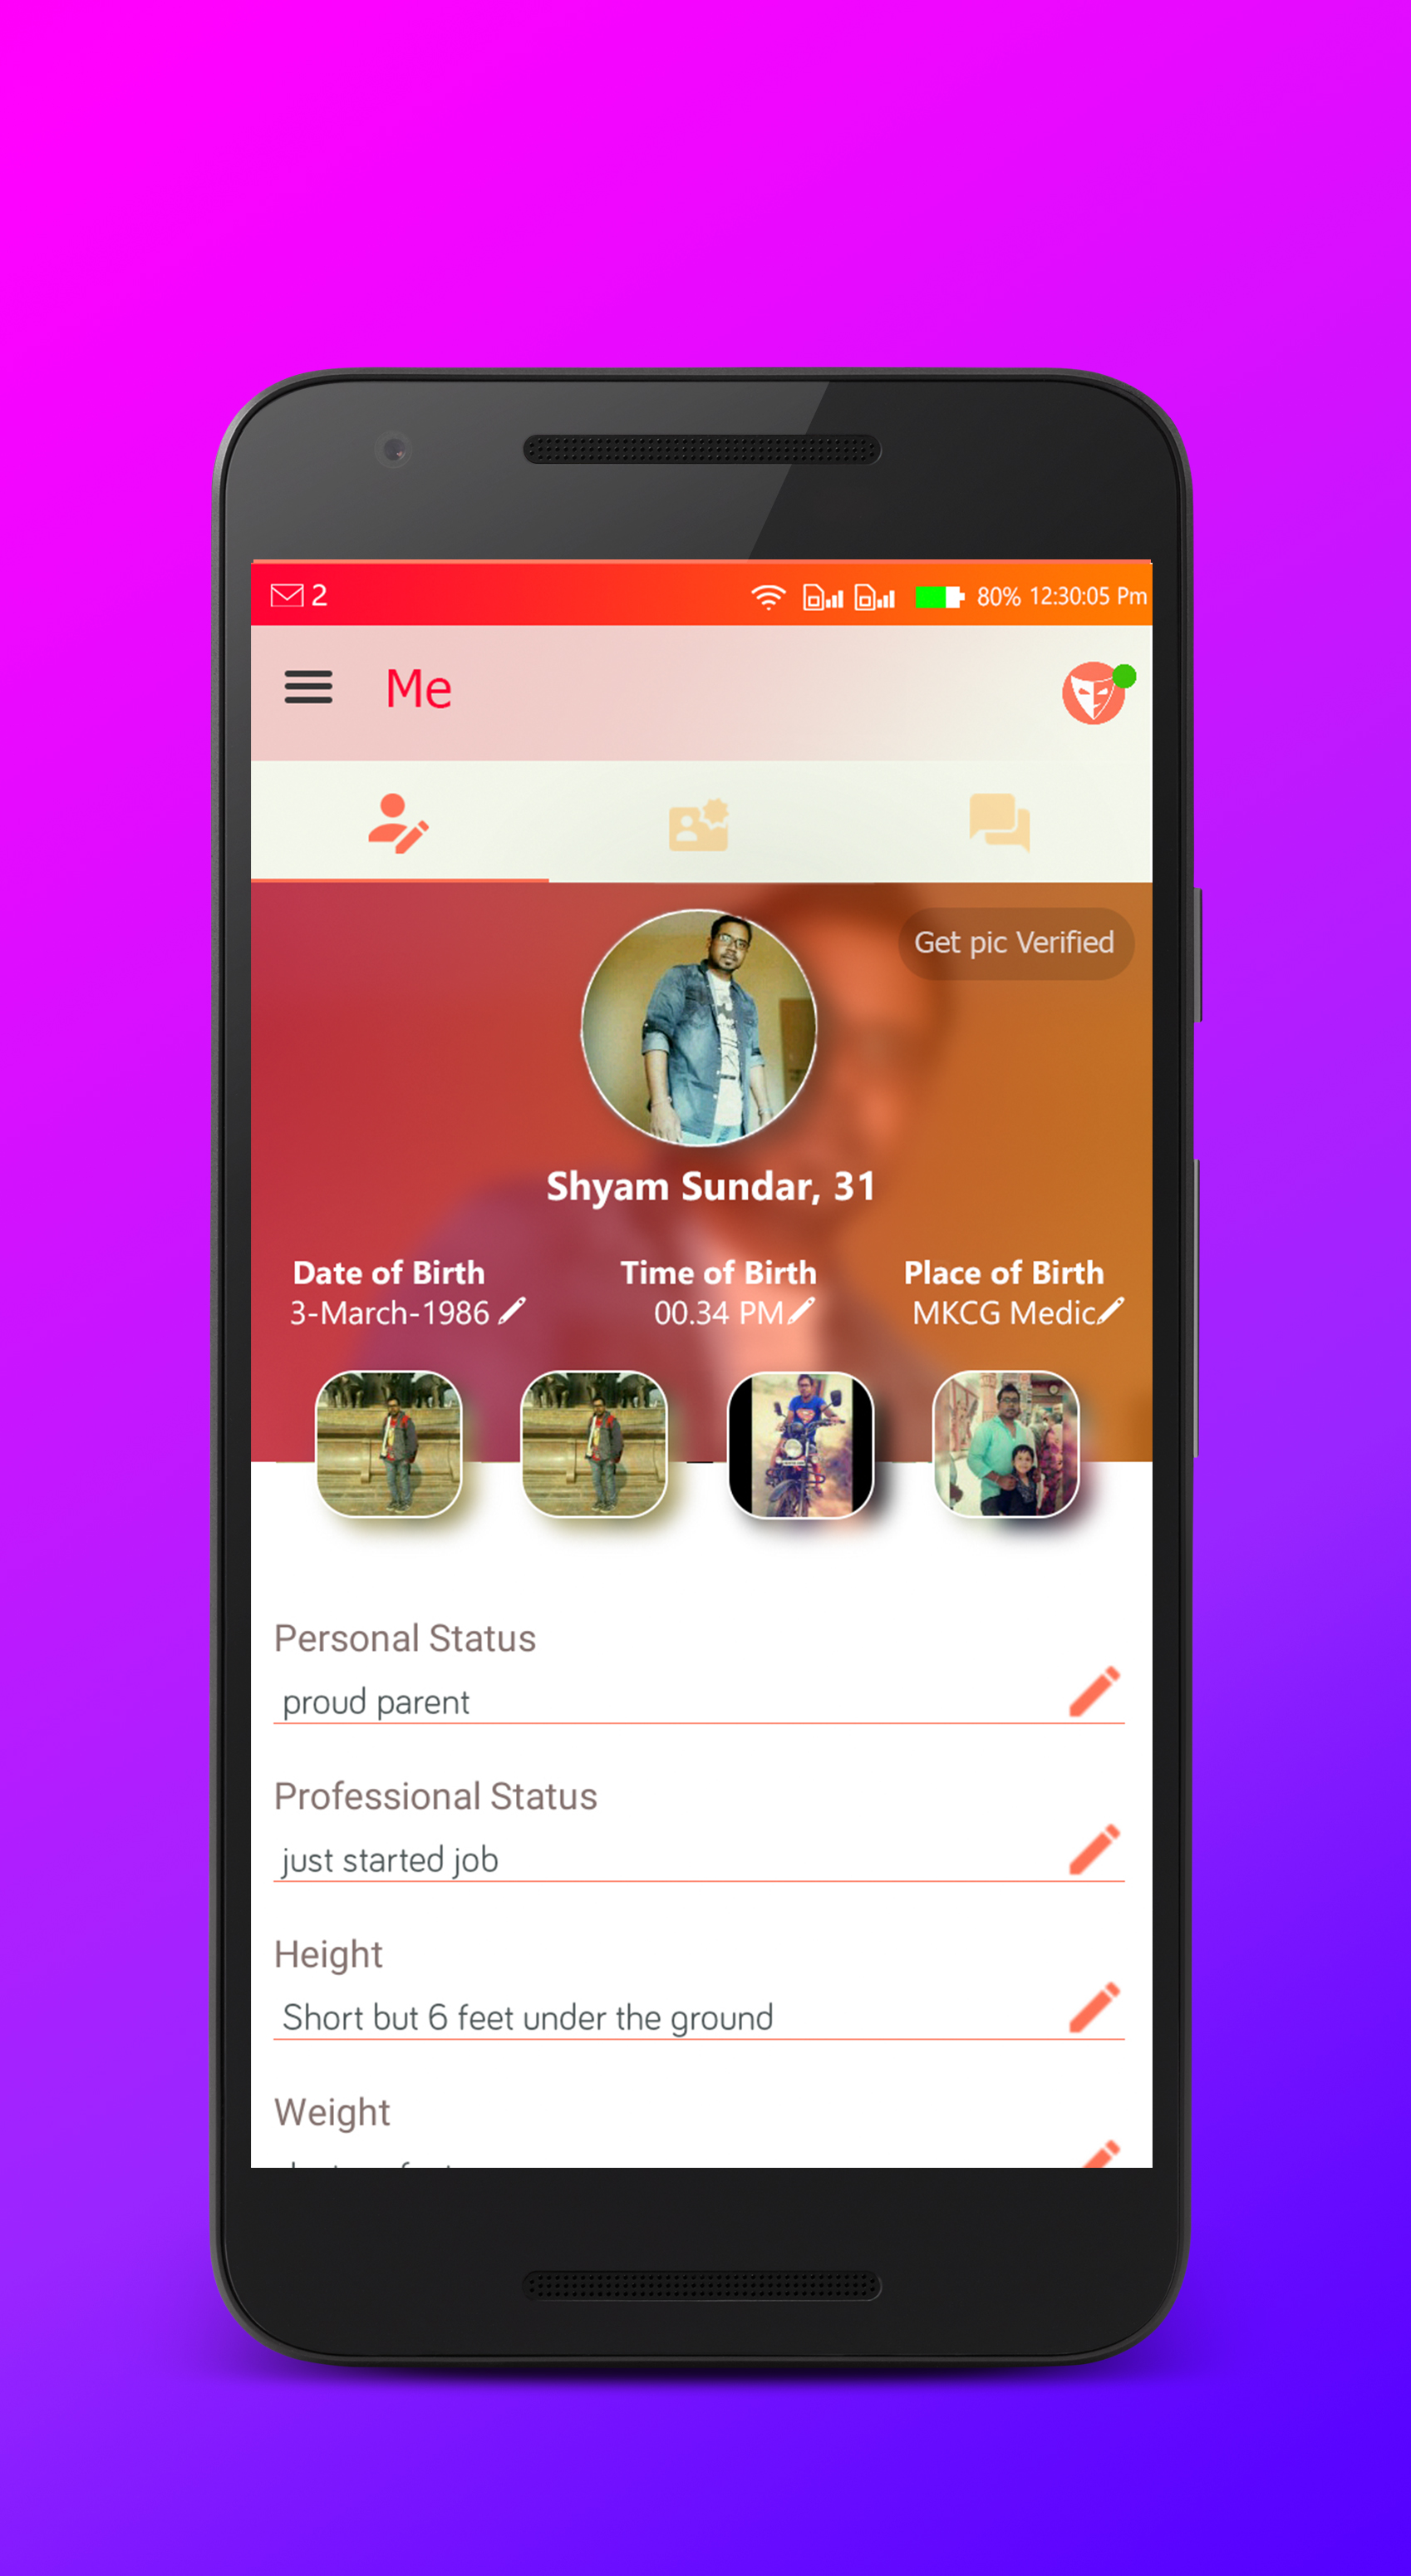 2
80% 12:30:05 Pm
Me
Get pic Verified
Shyam Sundar, 31
Date of Birth
3-March-1986
Time of Birth
00.34 PM
Place of Birth
MKCG Medic
Personal Status
proud parent
Professional Status
just started job
Height
Short but 6 feet under the ground
Weight